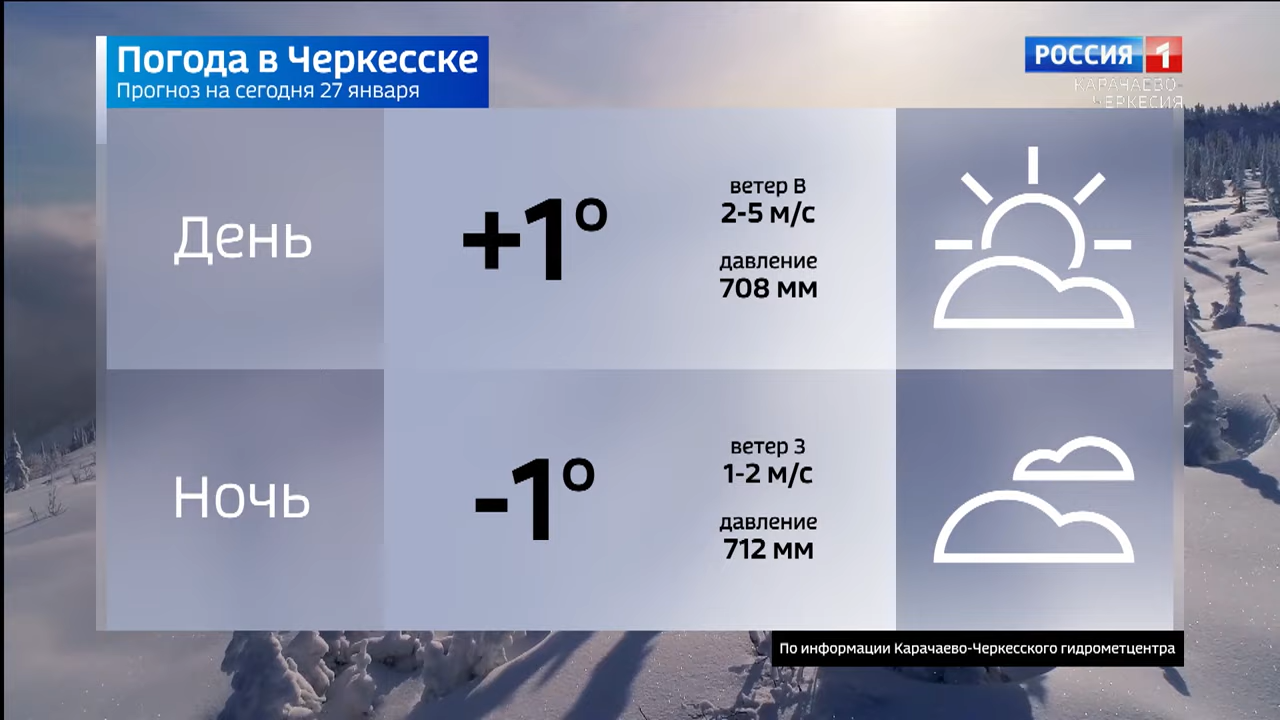 Погода в Черкесске
Прогноз на сегодня 27 января
РОССИЯ 1
КАРАЧАЕВО-
ЧЕРКЕСИЯ
День
+1°
ветер В
2-5 м/с
давление
708 мм
Ночь
-1°
ветер З
1-2 м/с
давление
712 мм
По информации Карачаево-Черкесского гидрометцентра